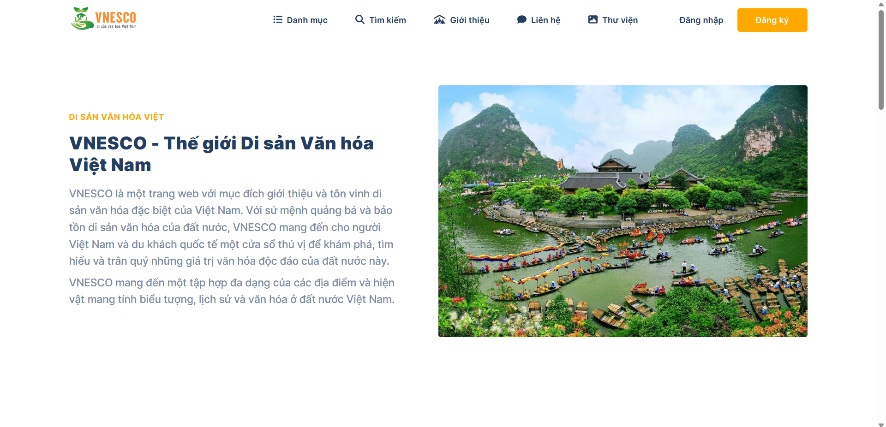 VNESCO
Di sản văn hóa Việt Nam
Danh mục
Tìm kiếm
Giới thiệu
Liên hệ
Thư viện
Đăng nhập
Đăng ký
DI SẢN VĂN HÓA VIỆT
VNESCO - Thế giới Di sản Văn hóa
Việt Nam
VNESCO là một trang web với mục đích giới thiệu và tôn vinh di
sản văn hóa đặc biệt của Việt Nam. Với sứ mệnh quảng bá và bảo
tồn di sản văn hóa của đất nước, VNESCO mang đến cho người
Việt Nam và du khách quốc tế một cửa sổ thú vị để khám phá, tìm
hiểu và trân quý những giá trị văn hóa độc đáo của đất nước này.
VNESCO mang đến một tập hợp đa dạng của các địa điểm và hiện
vật mang tính biểu tượng, lịch sử và văn hóa ở đất nước Việt Nam.